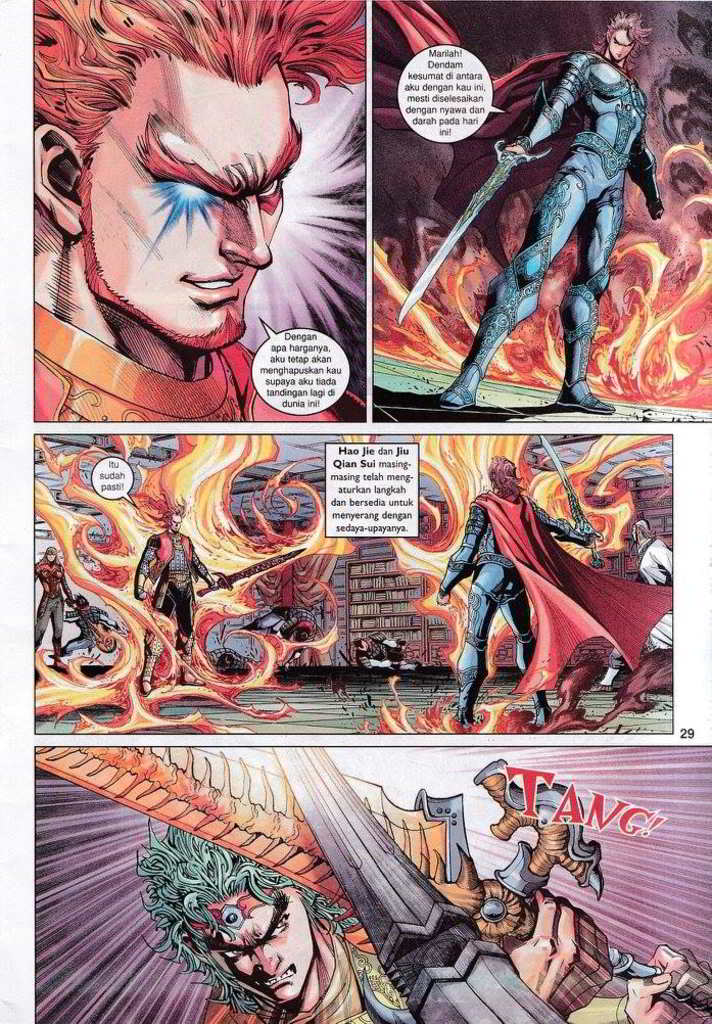 Dengan
apa harganya,
aku tetap akan
menghapuskan kau
supaya aku tiada
tandingan lagi di
dunia ini!
Marilah!
Dendam
kesumat di antara
aku dengan kau ini,
mesti diselesaikan
dengan nyawa dan
darah pada hari
ini!
Itu
sudah
pasti!
Hao Jie dan Jiu
Qian Sui masing-
masing telah meng-
aturkan langkah
dan bersedia untuk
menyerang dengan
sedaya-upayanya.
29
TANG!!